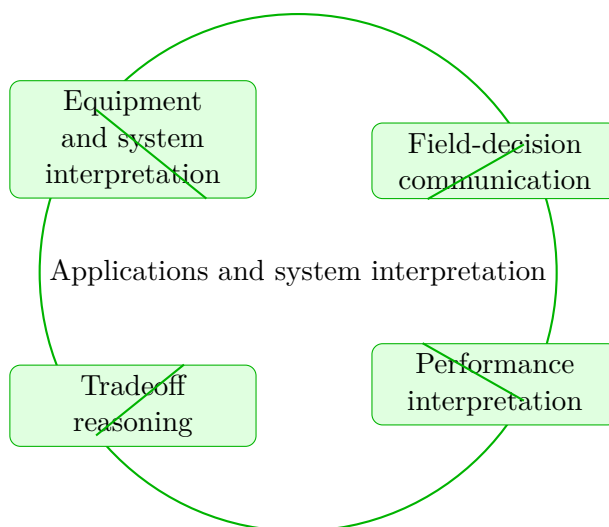 Equipment
and system
interpretation
Field-decision
communication
Applications and system interpretation
Tradeoff
reasoning
Performance
interpretation